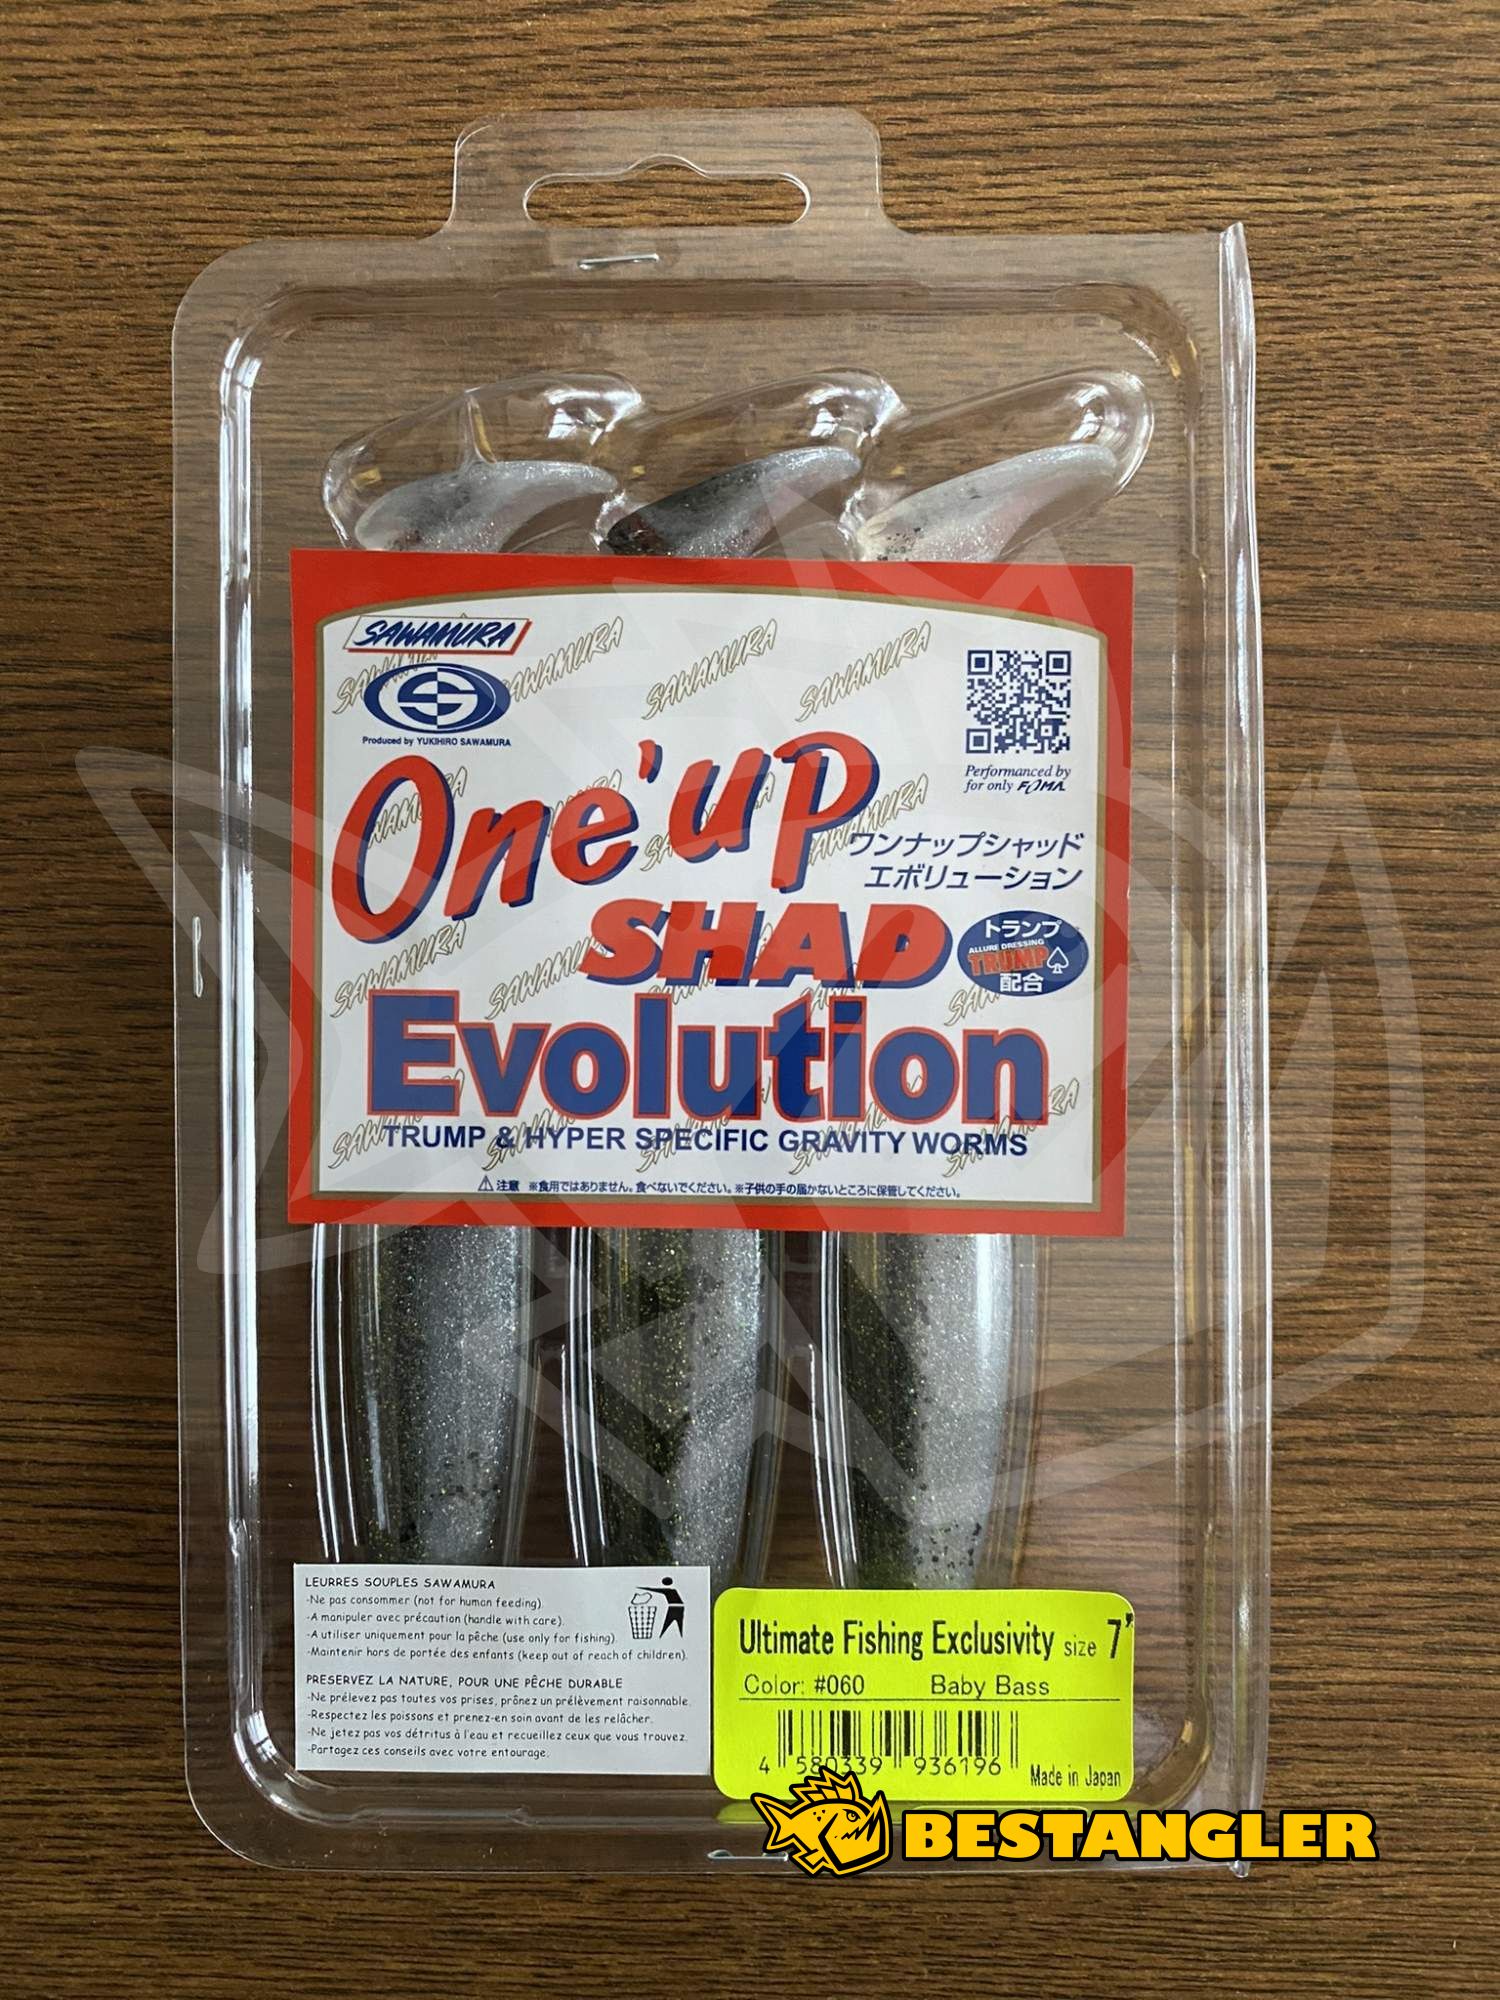 SAWAMURA
S
Produced by YUKIHIRO SAWAMURA
Performanced by
for only FOMA
One'up
ワンナップシャッド
エボリューション
SHAD
トランプ
ALLURE DRESSING
TRUMP
配合
Evolution
TRUMP & HYPER SPECIFIC GRAVITY WORMS
⚠注意 ※食用ではありません。食べないでください。※子供の手の届かないところに保管してください。
LEURRES SOUPLES SAWAMURA
-Ne pas consommer (not for human feeding).
-A manipuler avec précaution (handle with care).
-A utiliser uniquement pour la pêche (use only for fishing).
-Maintenir hors de portée des enfants (keep out of reach of children).
PRESERVEZ LA NATURE, POUR UNE PÊCHE DURABLE
-Ne prélevez pas toutes vos prises, prônez un prélèvement raisonnable.
-Respectez les poissons et prenez-en soin avant de les relâcher.
-Ne jetez pas vos détritus à l'eau et recueillez ceux que vous trouvez.
-Partagez ces conseils avec votre entourage.
Ultimate Fishing Exclusivity size 7"
Color: #060 Baby Bass
4 580339 936196
Made in Japan
BESTANGLER